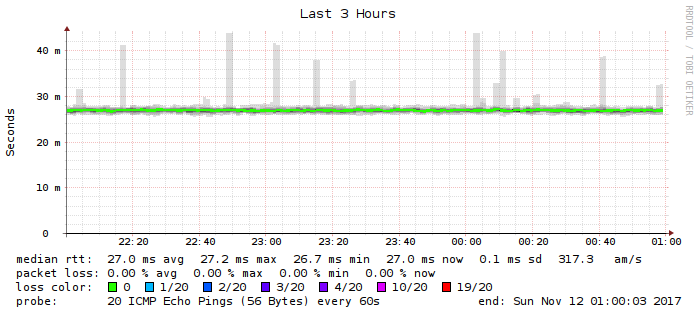 Last 3 Hours
RRDTOOL / TOBI OETIKER
Seconds
40 m
30 m
20 m
10 m
0
22:20 22:40 23:00 23:20 23:40 00:00 00:20 00:40 01:00
median rtt: 27.0 ms avg 27.2 ms max 26.7 ms min 27.0 ms now 0.1 ms sd 317.3 am/s
packet loss: 0.00 % avg 0.00 % max 0.00 % min 0.00 % now
loss color: 0 1/20 2/20 3/20 4/20 10/20 19/20
probe: 20 ICMP Echo Pings (56 Bytes) every 60s end: Sun Nov 12 01:00:03 2017